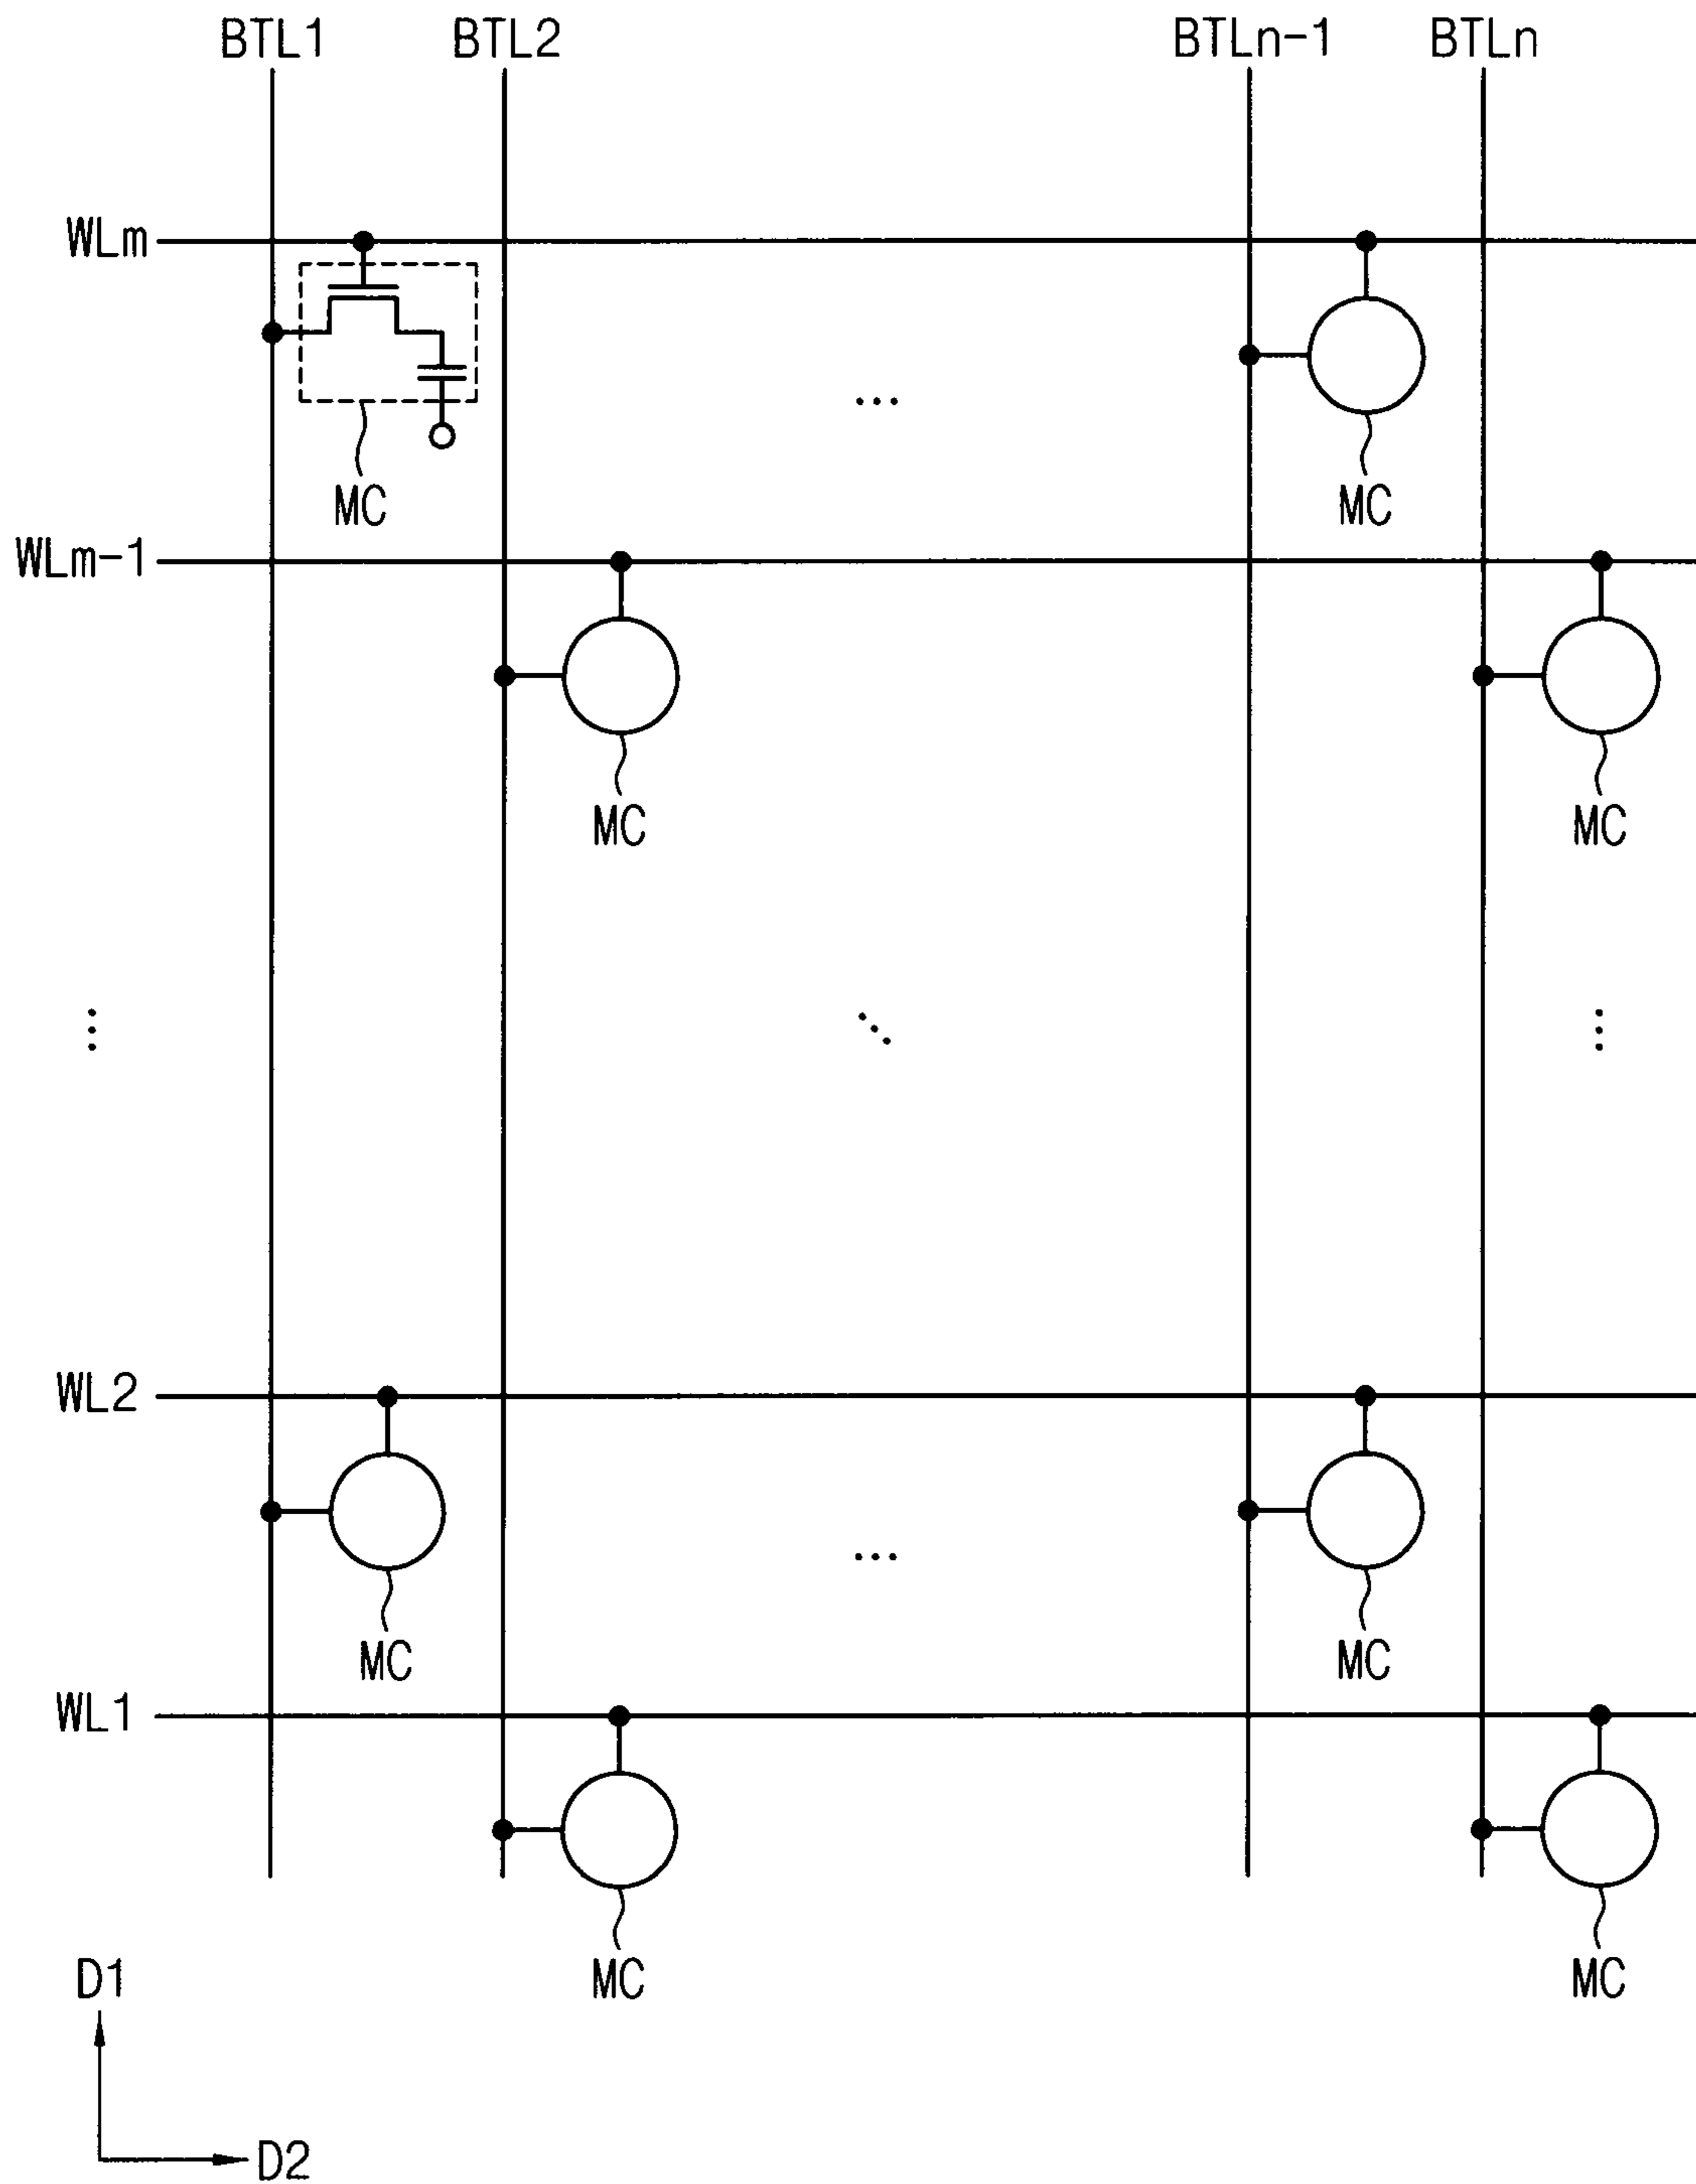 BTL1 BTL2 BTLn-1 BTLn
WLm
MC MC
WLm-1
MC MC
...
WL2
MC MC
WL1
MC MC
D1
D2